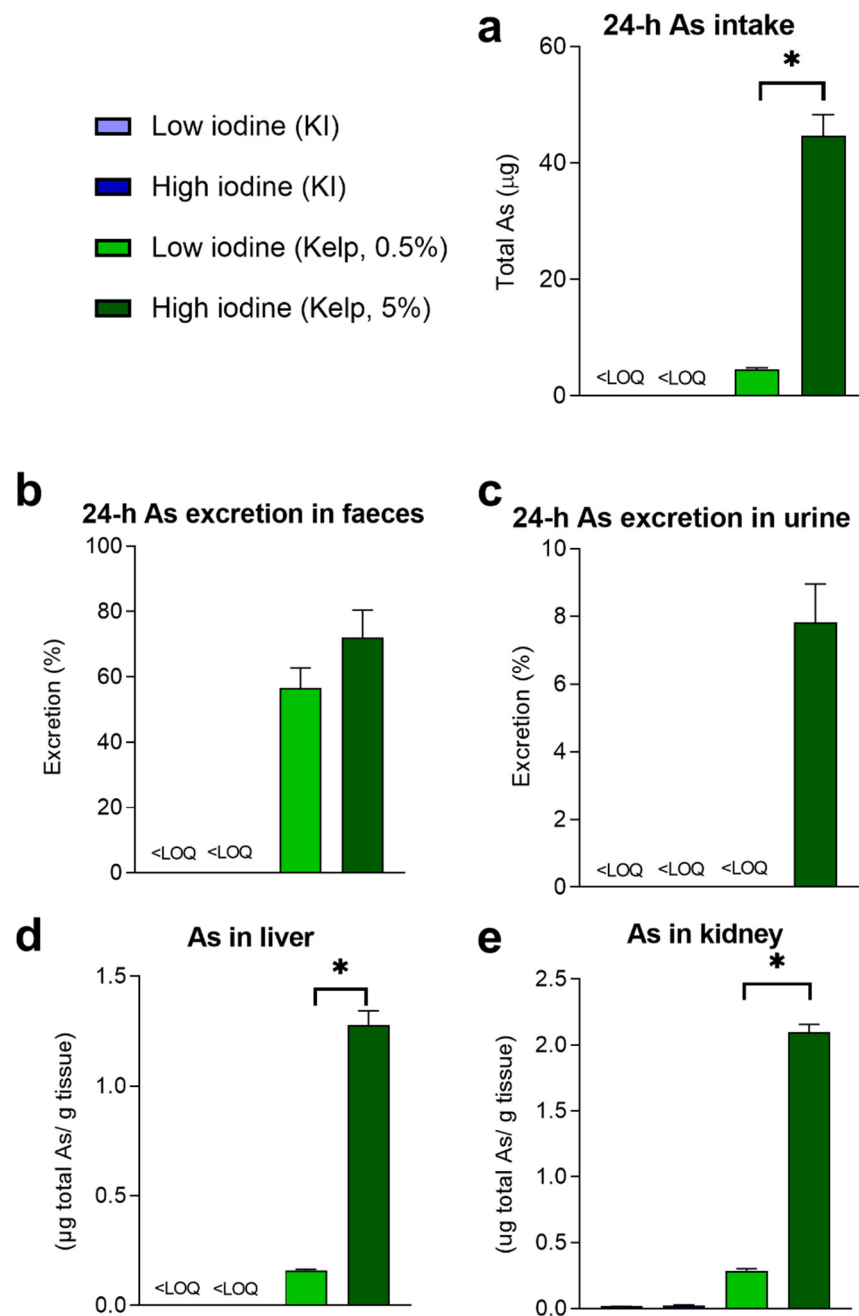 a
24-h As intake
Low iodine (KI)
High iodine (KI)
Low iodine (Kelp, 0.5%)
High iodine (Kelp, 5%)
Total As (μg)
60
40
20
0
*
<LOQ <LOQ
b
24-h As excretion in faeces
Excretion (%)
100
80
60
40
20
0
<LOQ <LOQ
c
24-h As excretion in urine
Excretion (%)
10
8
6
4
2
0
<LOQ <LOQ <LOQ
d
As in liver
(μg total As/ g tissue)
1.5
1.0
0.5
0.0
*
<LOQ <LOQ
e
As in kidney
(ug total As/ g tissue)
2.5
2.0
1.5
1.0
0.5
0.0
*